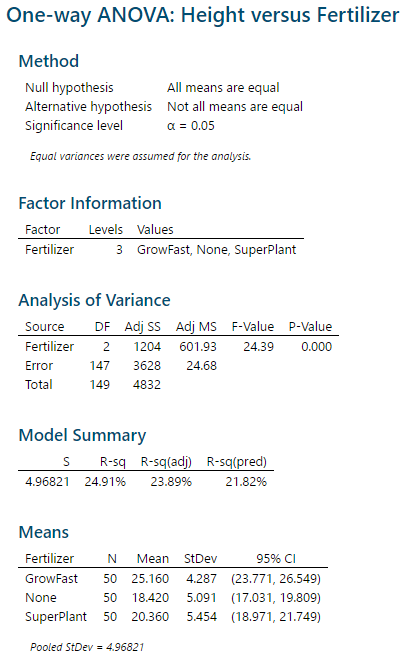 One-way ANOVA: Height versus Fertilizer
Method
Null hypothesis All means are equal
Alternative hypothesis Not all means are equal
Significance level α = 0.05
Equal variances were assumed for the analysis.
Factor Information
Factor Levels Values
Fertilizer 3 GrowFast, None, SuperPlant
Analysis of Variance
Source DF Adj SS Adj MS F-Value P-Value
Fertilizer 2 1204 601.93 24.39 0.000
Error 147 3628 24.68
Total 149 4832
Model Summary
S R-sq R-sq(adj) R-sq(pred)
4.96821 24.91% 23.89% 21.82%
Means
Fertilizer N Mean StDev 95% CI
GrowFast 50 25.160 4.287 (23.771, 26.549)
None 50 18.420 5.091 (17.031, 19.809)
SuperPlant 50 20.360 5.454 (18.971, 21.749)
Pooled StDev = 4.96821